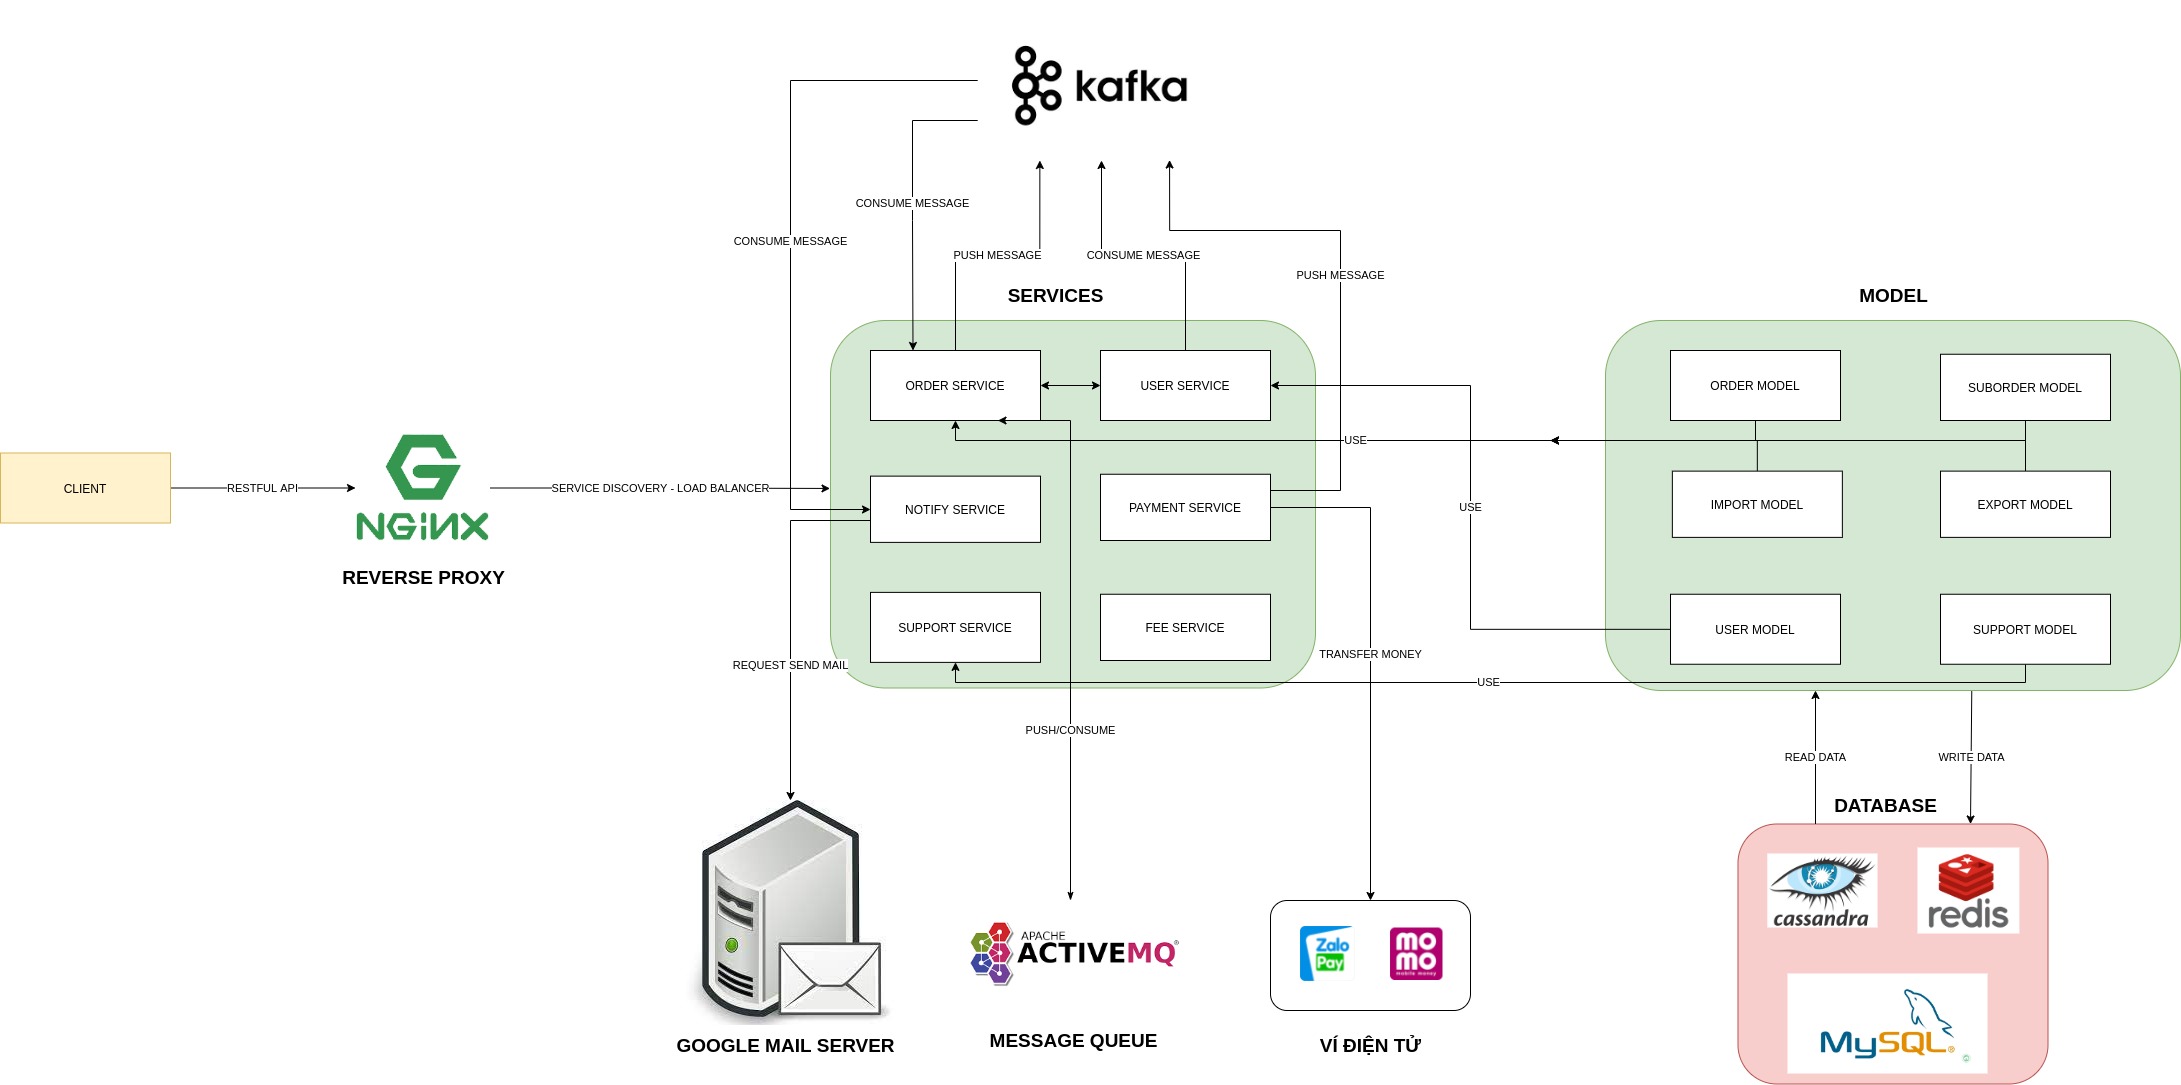 kafka
CONSUME MESSAGE
CONSUME MESSAGE
PUSH MESSAGE
CONSUME MESSAGE
PUSH MESSAGE
SERVICES
MODEL
ORDER SERVICE
USER SERVICE
ORDER MODEL
SUBORDER MODEL
USE
CLIENT
RESTFUL API
NGiNX
REVERSE PROXY
SERVICE DISCOVERY - LOAD BALANCER
NOTIFY SERVICE
PAYMENT SERVICE
USE
IMPORT MODEL
EXPORT MODEL
SUPPORT SERVICE
FEE SERVICE
USER MODEL
SUPPORT MODEL
REQUEST SEND MAIL
TRANSFER MONEY
USE
PUSH/CONSUME
READ DATA
WRITE DATA
DATABASE
cassandra
redis
MySQL®
APACHE
ACTIVEMQ®
Zalo
Pay
mo
mo
mobile money
GOOGLE MAIL SERVER
MESSAGE QUEUE
VÍ ĐIỆN TỬ